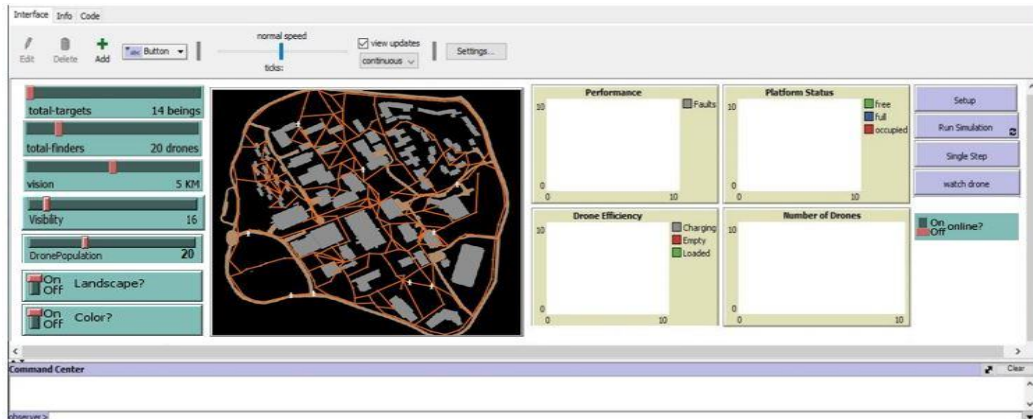 Interface Info Code
Edit Delete Add Button
normal speed
ticks:
view updates
continuous
Settings...
total-targets 14 beings
total-finders 20 drones
vision 5 KM
Visibility 16
DronePopulation 20
On
Off Landscape?
On
Off Color?
Performance
10
Faults
0
0 10
Platform Status
10
free
full
occupied
0
0 10
Drone Efficiency
10
Charging
Empty
Loaded
0
0 10
Number of Drones
10
0
0 10
Setup
Run Simulation
Single Step
watch drone
On
Off online?
Command Center Clear
observer>